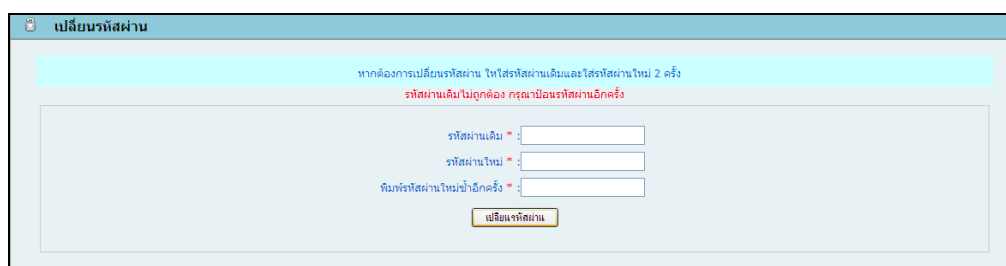 เปลี่ยนรหัสผ่าน
หากต้องการเปลี่ยนรหัสผ่าน ให้ใส่รหัสผ่านเดิมและใส่รหัสผ่านใหม่ 2 ครั้ง
รหัสผ่านเดิมไม่ถูกต้อง กรุณาป้อนรหัสผ่านอีกครั้ง
รหัสผ่านเดิม * :
รหัสผ่านใหม่ * :
พิมพ์รหัสผ่านใหม่ซ้ำอีกครั้ง * :
เปลี่ยนรหัสผ่าน